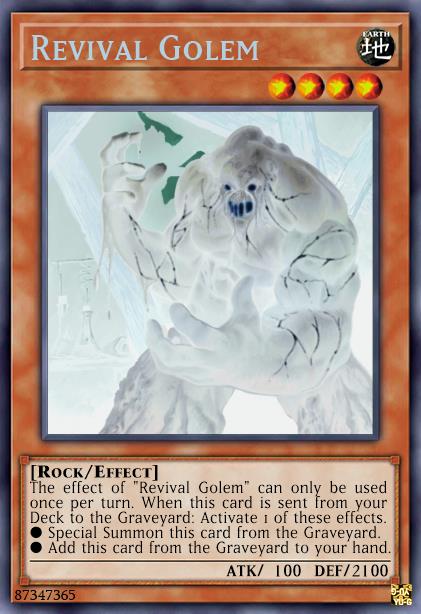 REVIVAL GOLEM
EARTH
地
[ROCK/EFFECT]
The effect of "Revival Golem" can only be used
once per turn. When this card is sent from your
Deck to the Graveyard: Activate 1 of these effects.
● Special Summon this card from the Graveyard.
● Add this card from the Graveyard to your hand.
ATK/ 100 DEF/2100
87347365